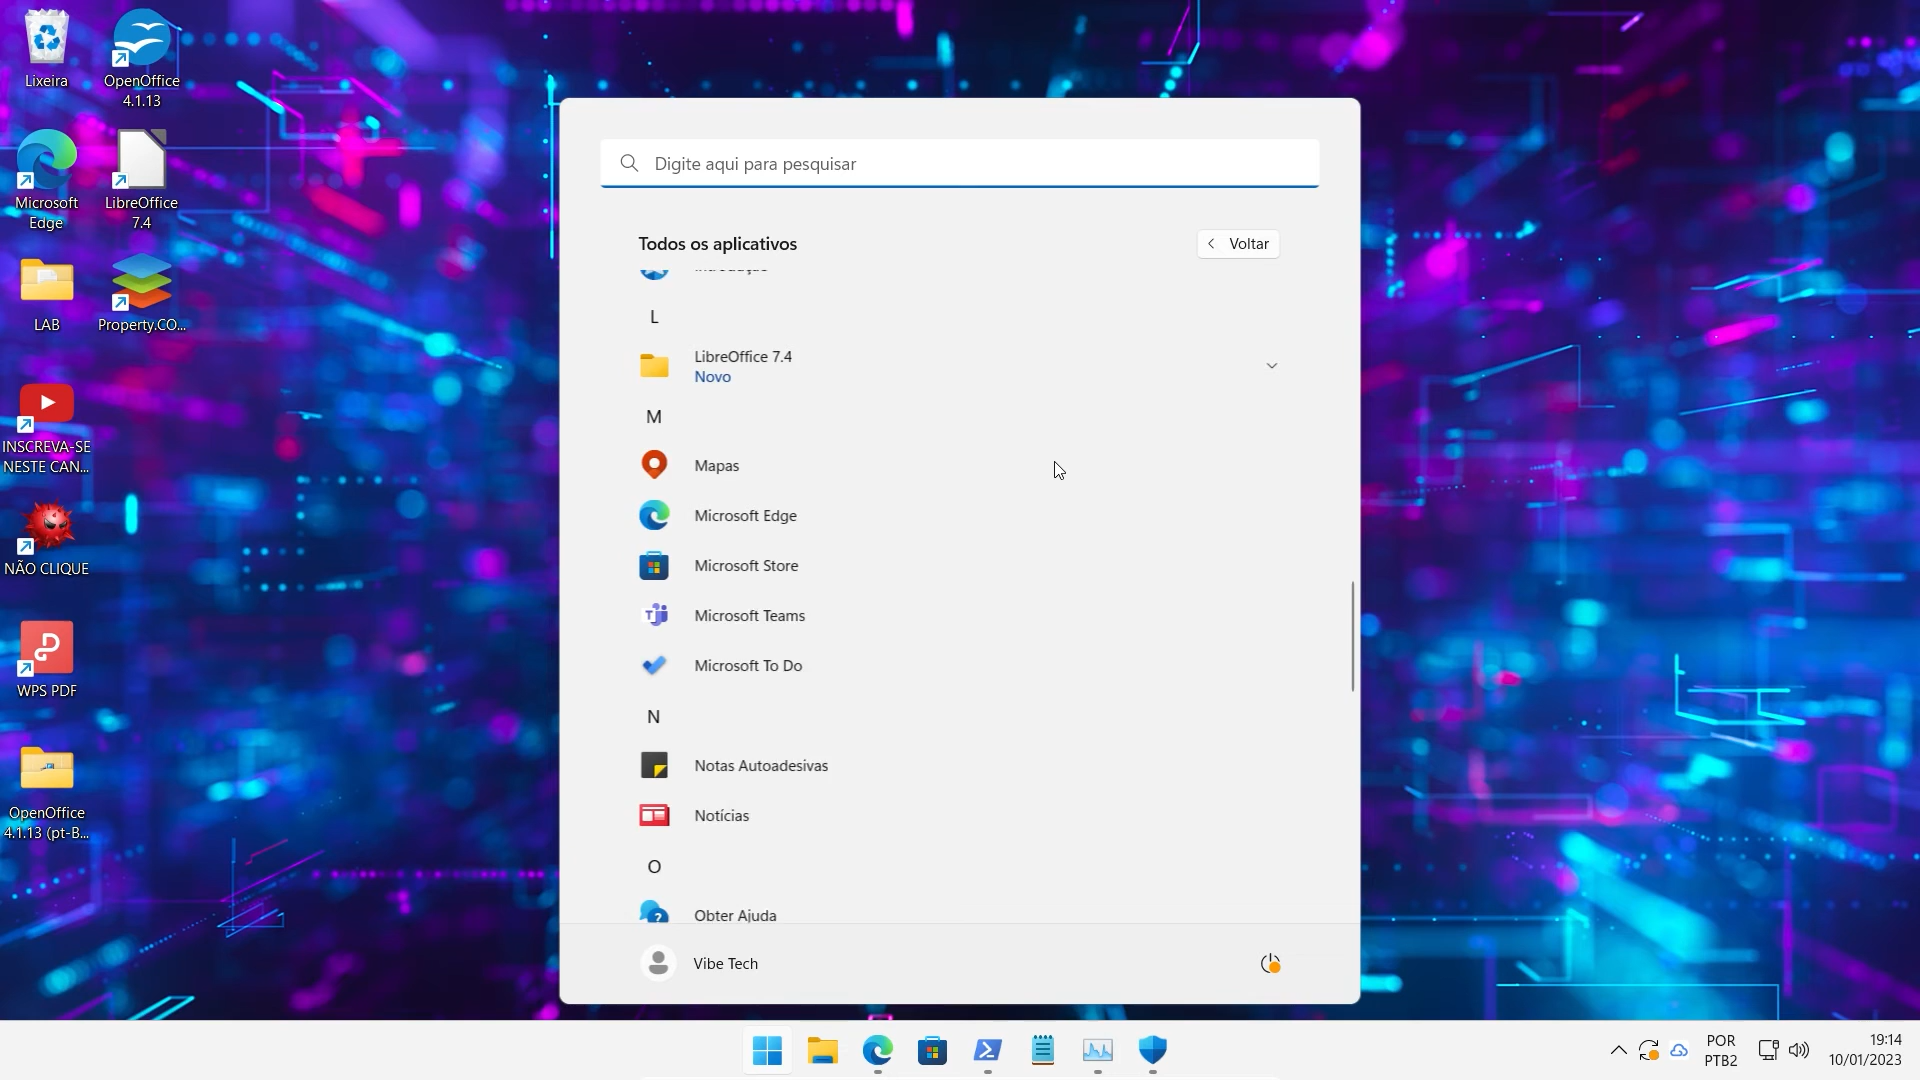 Lixeira
OpenOffice
4.1.13
Microsoft
Edge
LibreOffice
7.4
LAB
Property.CO...
INSCREVA-SE
NESTE CAN...
NÃO CLIQUE
WPS PDF
OpenOffice
4.1.13 (pt-B...
Digite aqui para pesquisar
Todos os aplicativos
Voltar
L
LibreOffice 7.4
Novo
M
Mapas
Microsoft Edge
Microsoft Store
Microsoft Teams
Microsoft To Do
N
Notas Autoadesivas
Notícias
O
Obter Ajuda
Vibe Tech
POR
PTB2
19:14
10/01/2023